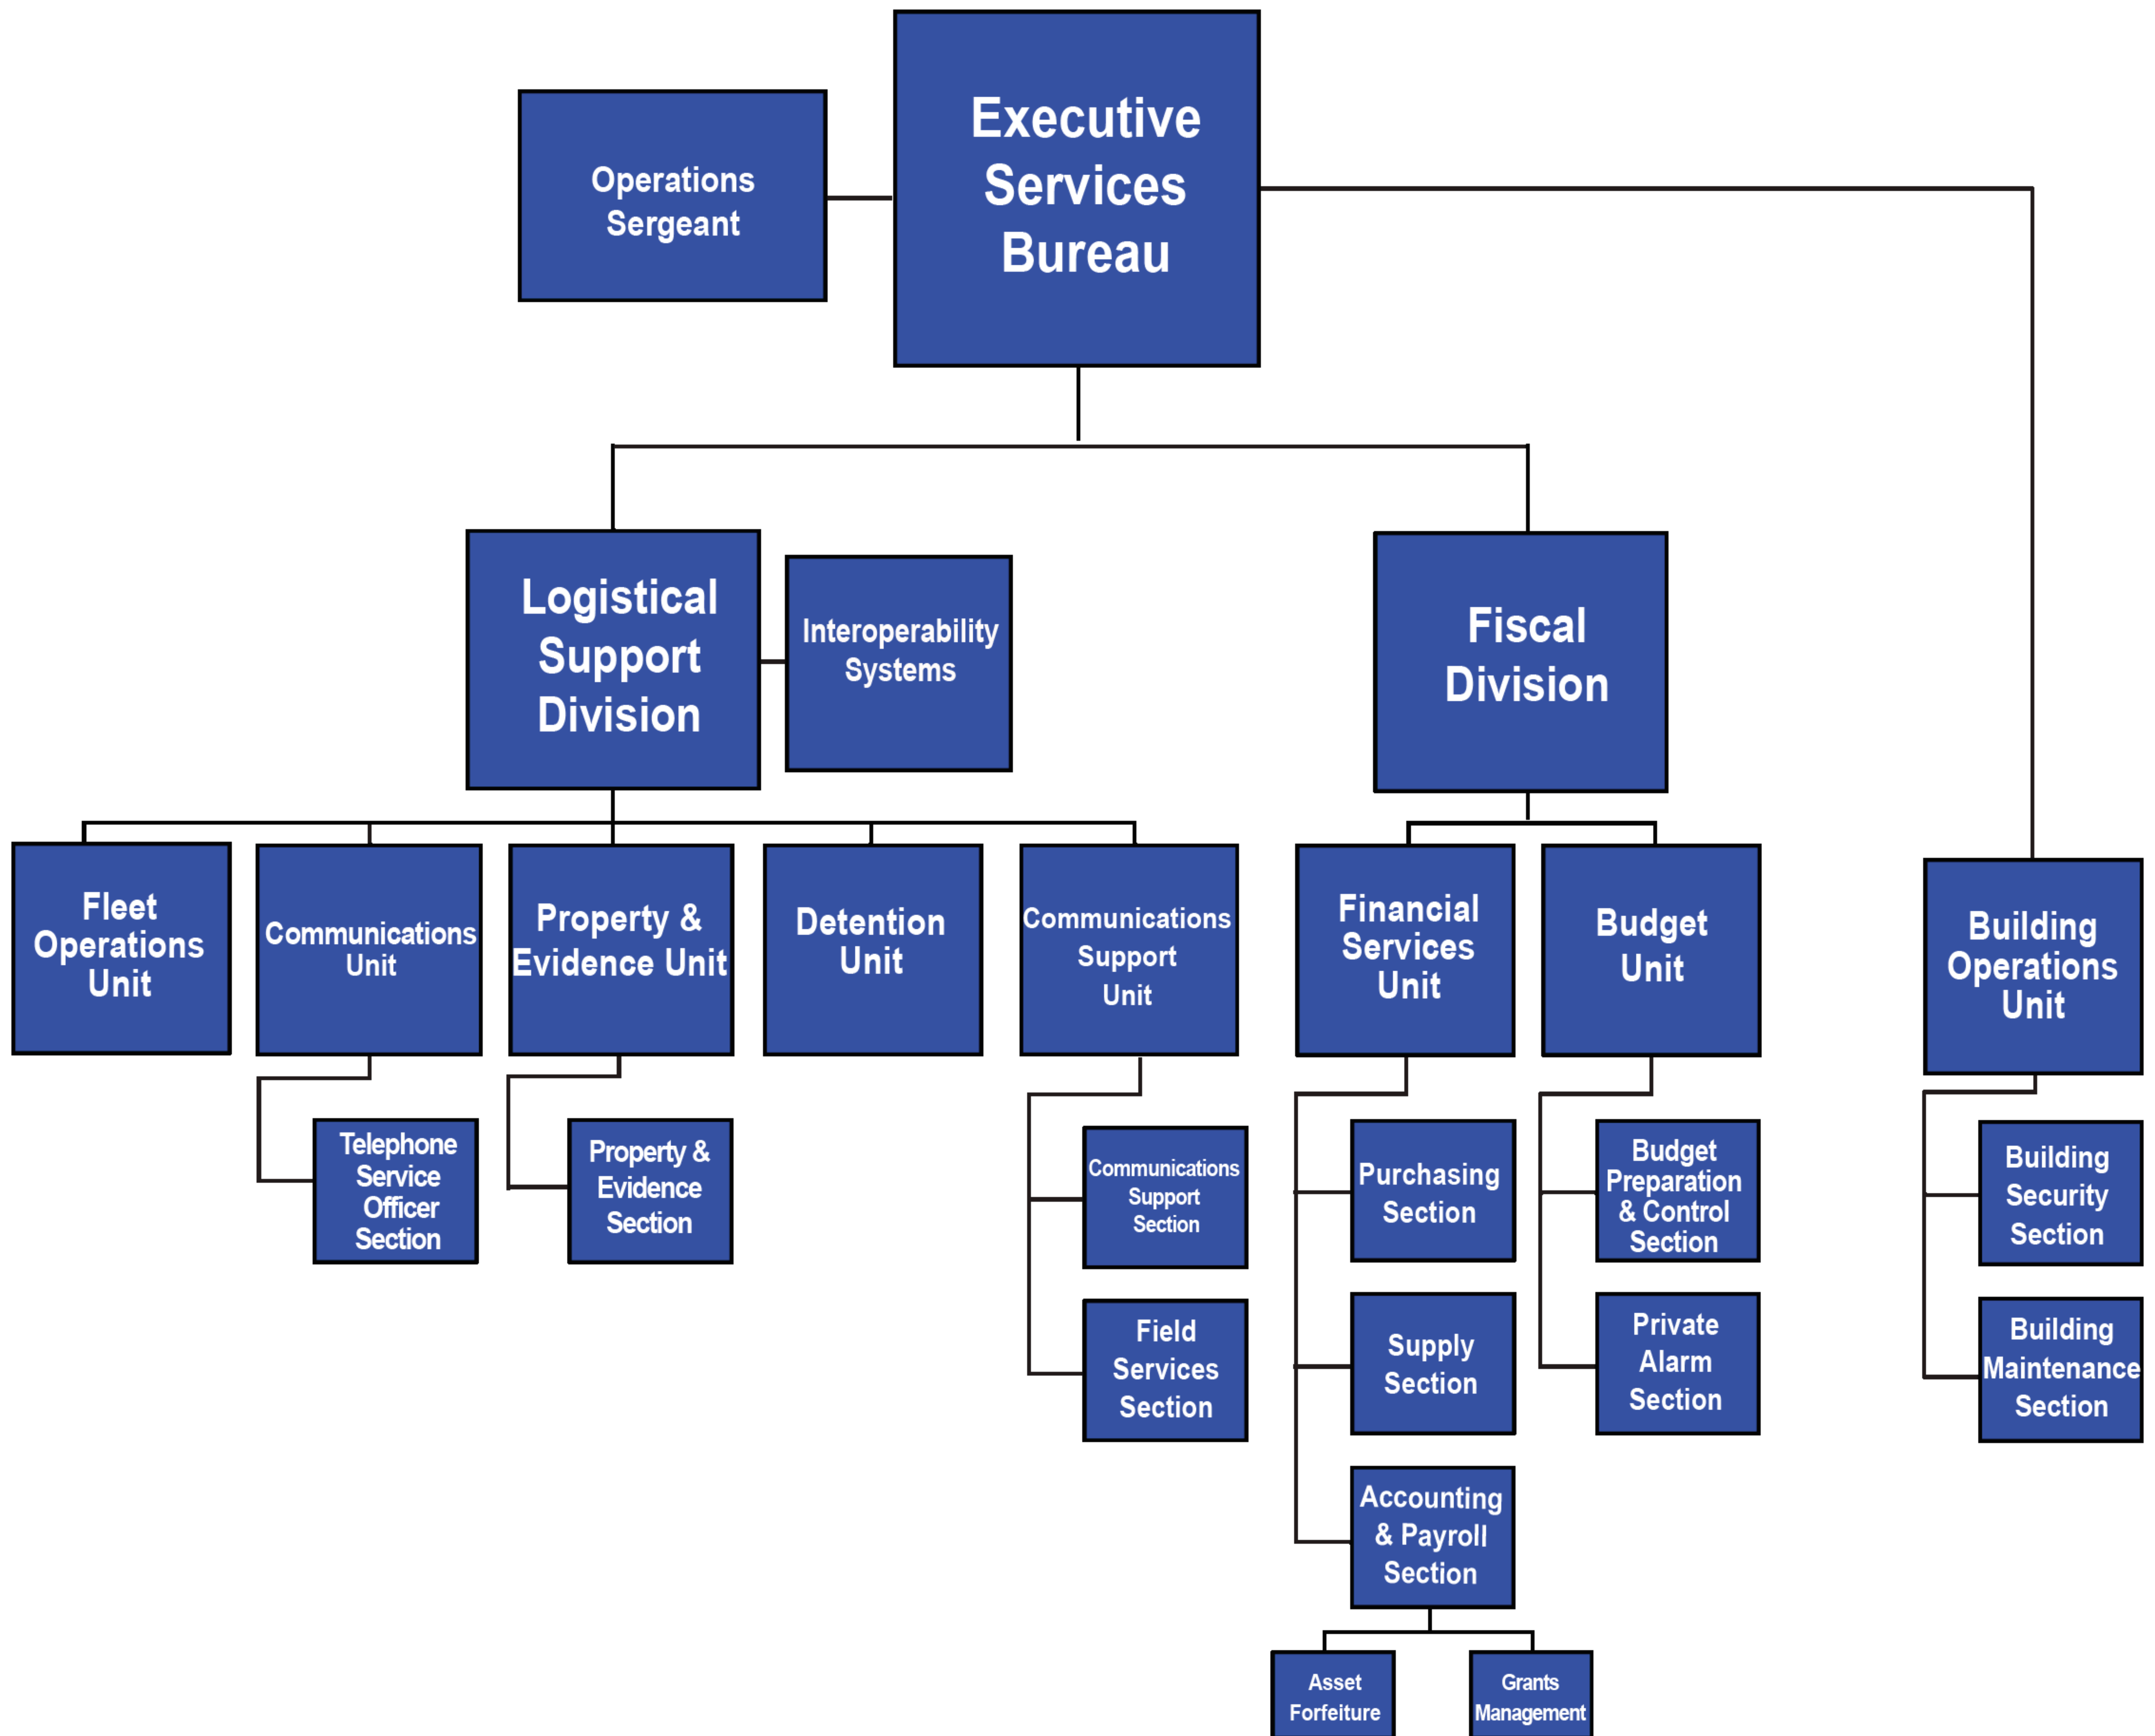 Executive
Services
Bureau
Operations
Sergeant
Logistical
Support
Division
Interoperability
Systems
Fiscal
Division
Fleet
Operations
Unit
Communications
Unit
Property &
Evidence Unit
Detention
Unit
Communications
Support
Unit
Financial
Services
Unit
Budget
Unit
Building
Operations
Unit
Telephone
Service
Officer
Section
Property &
Evidence
Section
Communications
Support
Section
Field
Services
Section
Purchasing
Section
Supply
Section
Accounting
& Payroll
Section
Asset
Forfeiture
Grants
Management
Budget
Preparation
& Control
Section
Private
Alarm
Section
Building
Security
Section
Building
Maintenance
Section